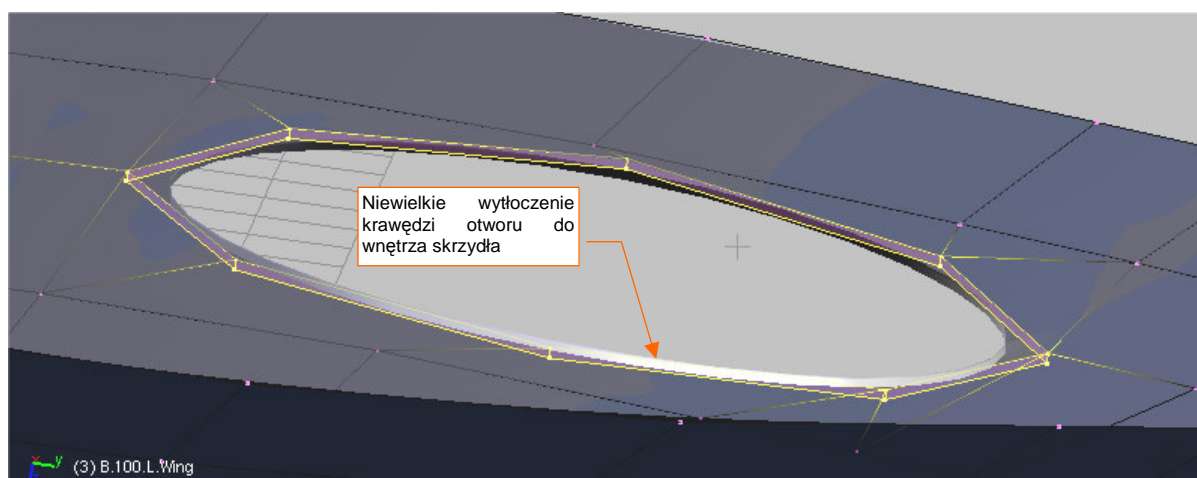 Niewielkie wytłoczenie
krawędzi otworu do
wnętrza skrzydła
x y
(3) B.100.L.Wing